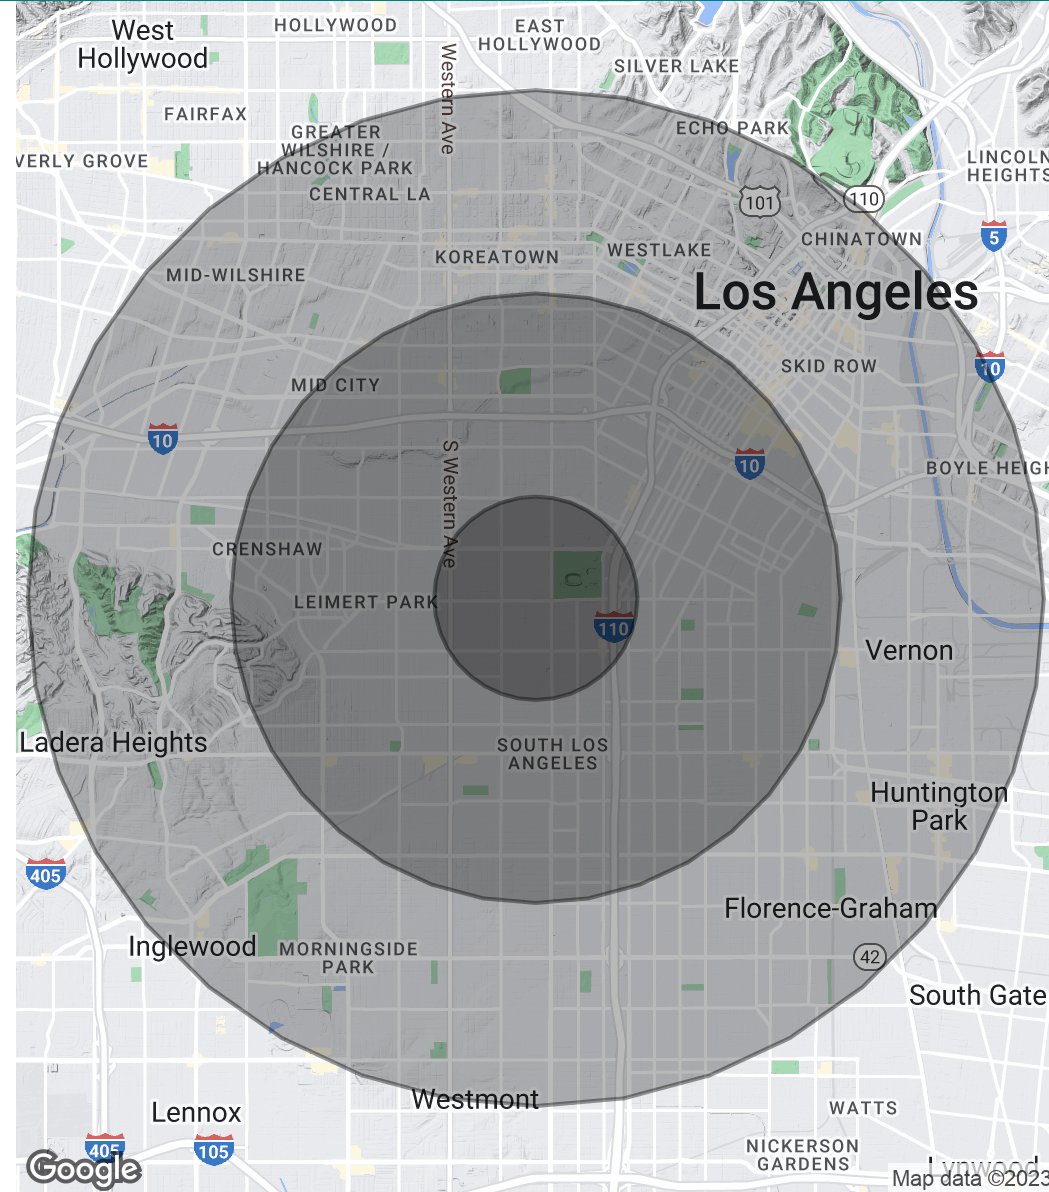 West
Hollywood
HOLLYWOOD
EAST
HOLLYWOOD
SILVER LAKE
Western Ave
FAIRFAX
GREATER
WILSHIRE /
HANCOCK PARK
ECHO PARK
VERLY GROVE
LINCOLN
HEIGHTS
CENTRAL LA
101
110
5
CHINATOWN
KOREATOWN
WESTLAKE
MID-WILSHIRE
Los Angeles
SKID ROW
10
MID CITY
10
S Western Ave
10
BOYLE HEIGH
CRENSHAW
LEIMERT PARK
110
Vernon
Ladera Heights
SOUTH LOS
ANGELES
Huntington
Park
405
Florence-Graham
Inglewood
MORNINGSIDE
PARK
42
South Gate
Westmont
Lennox
WATTS
405
105
NICKERSON
GARDENS
Lynwood
Google
Map data ©2023